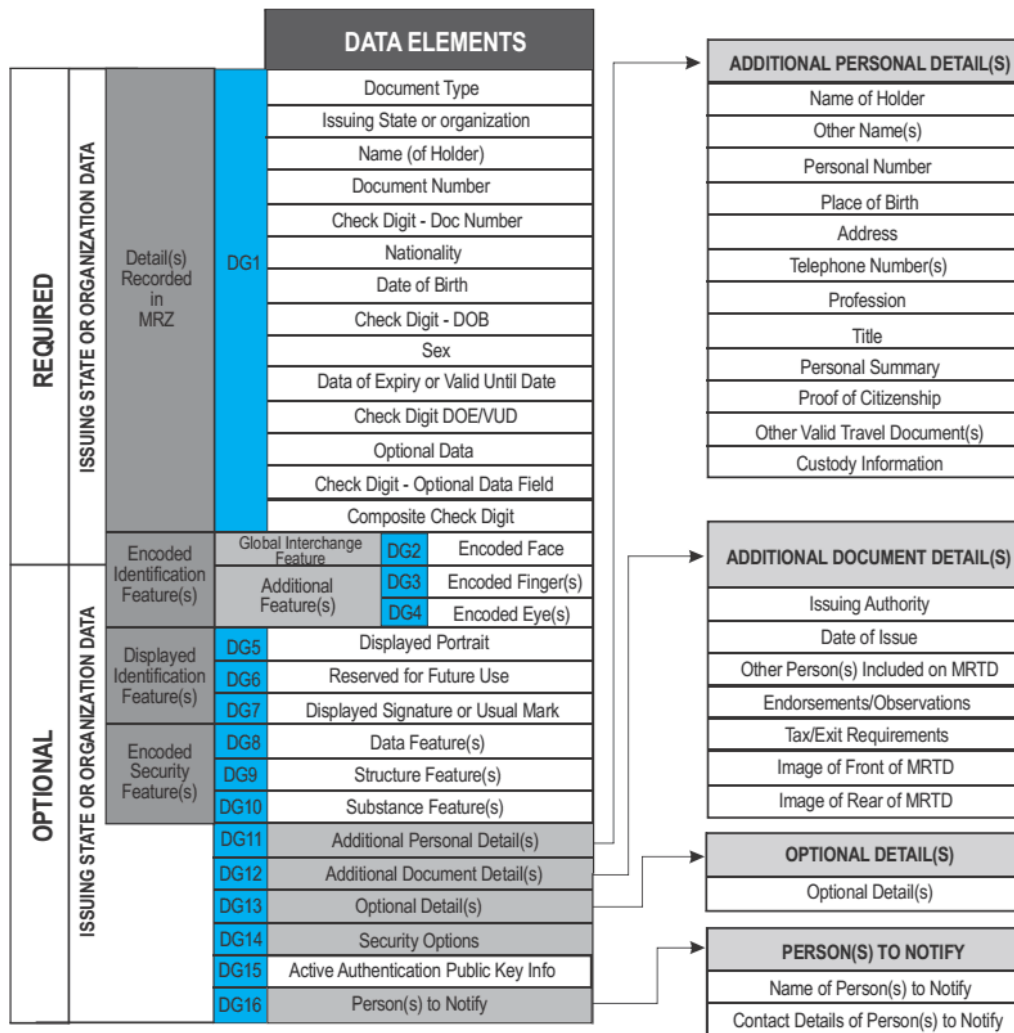 DATA ELEMENTS
REQUIRED
ISSUING STATE OR ORGANIZATION DATA
Detail(s)
Recorded
in
MRZ
DG1
Document Type
Issuing State or organization
Name (of Holder)
Document Number
Check Digit - Doc Number
Nationality
Date of Birth
Check Digit - DOB
Sex
Data of Expiry or Valid Until Date
Check Digit DOE/VUD
Optional Data
Check Digit - Optional Data Field
Composite Check Digit
Encoded
Identification
Feature(s)
Global Interchange
Feature
DG2
Encoded Face
OPTIONAL
ISSUING STATE OR ORGANIZATION DATA
Additional
Feature(s)
DG3
Encoded Finger(s)
DG4
Encoded Eye(s)
Displayed
Identification
Feature(s)
DG5
Displayed Portrait
DG6
Reserved for Future Use
DG7
Displayed Signature or Usual Mark
Encoded
Security
Feature(s)
DG8
Data Feature(s)
DG9
Structure Feature(s)
DG10
Substance Feature(s)
DG11
Additional Personal Detail(s)
DG12
Additional Document Detail(s)
DG13
Optional Detail(s)
DG14
Security Options
DG15
Active Authentication Public Key Info
DG16
Person(s) to Notify
ADDITIONAL PERSONAL DETAIL(S)
Name of Holder
Other Name(s)
Personal Number
Place of Birth
Address
Telephone Number(s)
Profession
Title
Personal Summary
Proof of Citizenship
Other Valid Travel Document(s)
Custody Information
ADDITIONAL DOCUMENT DETAIL(S)
Issuing Authority
Date of Issue
Other Person(s) Included on MRTD
Endorsements/Observations
Tax/Exit Requirements
Image of Front of MRTD
Image of Rear of MRTD
OPTIONAL DETAIL(S)
Optional Detail(s)
PERSON(S) TO NOTIFY
Name of Person(s) to Notify
Contact Details of Person(s) to Notify